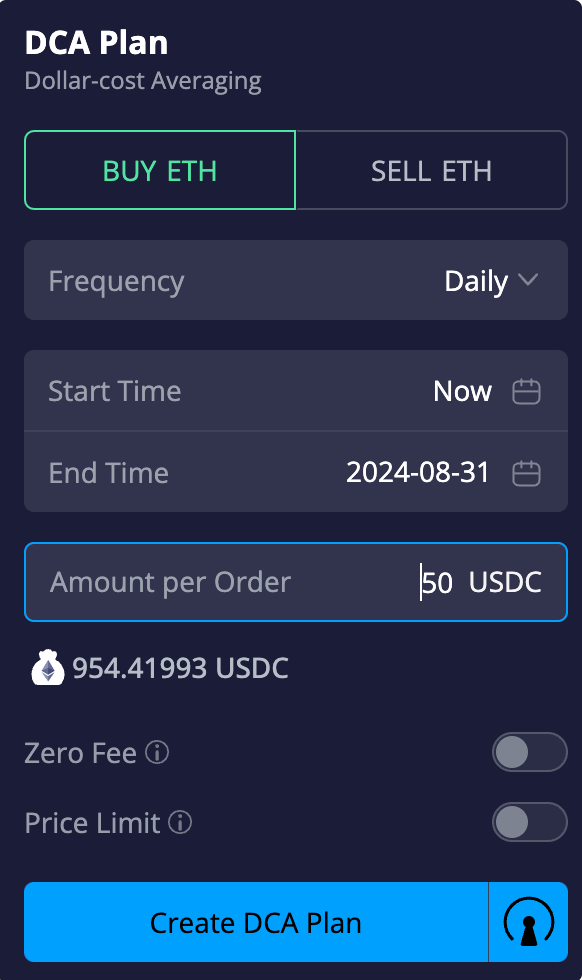 DCA Plan
Dollar-cost Averaging
BUY ETH SELL ETH
Frequency Daily
Start Time Now
End Time 2024-08-31
Amount per Order 50 USDC
954.41993 USDC
Zero Fee
Price Limit
Create DCA Plan